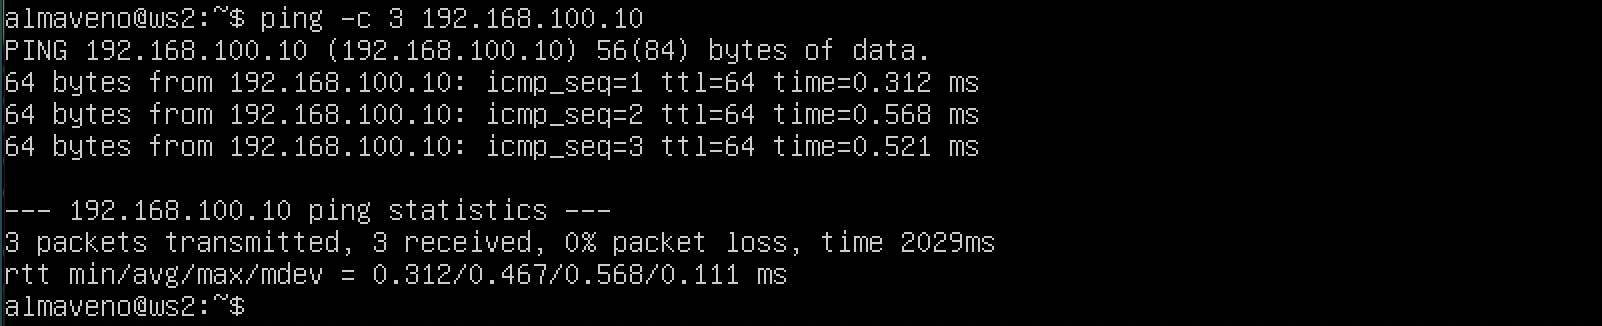 almaveno@ws2:~$ ping -c 3 192.168.100.10
PING 192.168.100.10 (192.168.100.10) 56(84) bytes of data.
64 bytes from 192.168.100.10: icmp_seq=1 ttl=64 time=0.312 ms
64 bytes from 192.168.100.10: icmp_seq=2 ttl=64 time=0.568 ms
64 bytes from 192.168.100.10: icmp_seq=3 ttl=64 time=0.521 ms

--- 192.168.100.10 ping statistics ---
3 packets transmitted, 3 received, 0% packet loss, time 2029ms
rtt min/avg/max/mdev = 0.312/0.467/0.568/0.111 ms
almaveno@ws2:~$